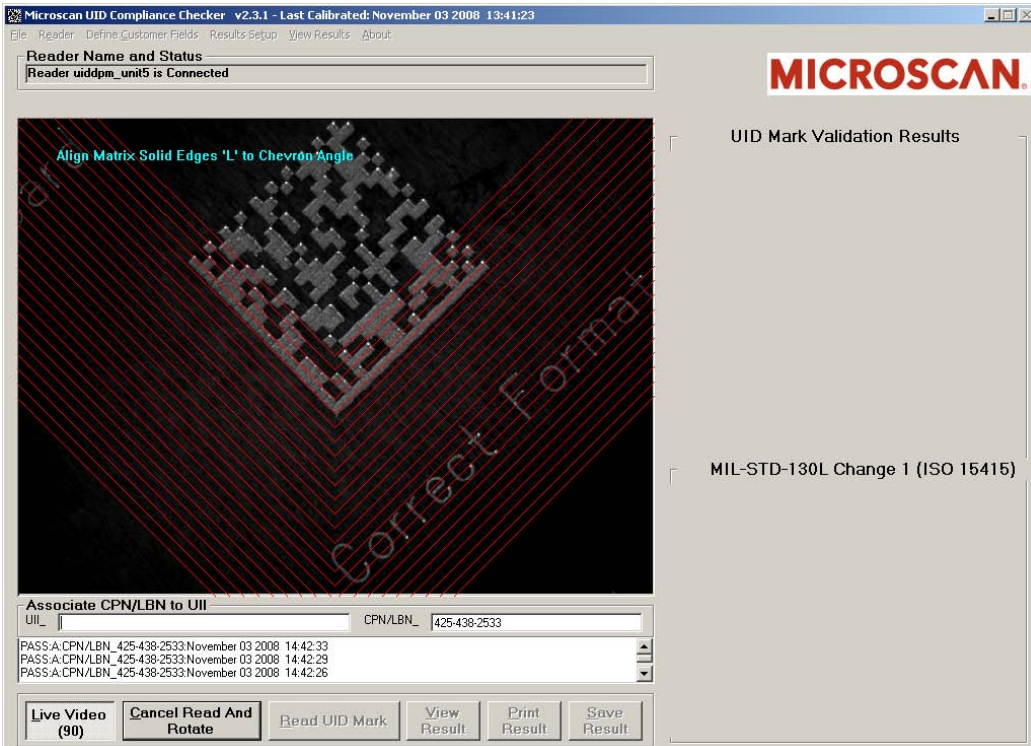 Microscan UID Compliance Checker v2.3.1 - Last Calibrated: November 03 2008 13:41:23
File Reader Define Customer Fields Results Setup View Results About
Reader Name and Status
Reader uiddpm_unit5 is Connected
MICROSCAN.
Align Matrix Solid Edges 'L' to Chevron Angle
Correct Format
UID Mark Validation Results
MIL-STD-130L Change 1 (ISO 15415)
Associate CPN/LBN to UII
UII_ CPN/LBN_ 425-438-2533
PASS:A:CPN/LBN_425-438-2533:November 03 2008 14:42:33
PASS:A:CPN/LBN_425-438-2533:November 03 2008 14:42:29
PASS:A:CPN/LBN_425-438-2533:November 03 2008 14:42:26
Live Video (90)
Cancel Read And Rotate
Read UID Mark
View Result
Print Result
Save Result